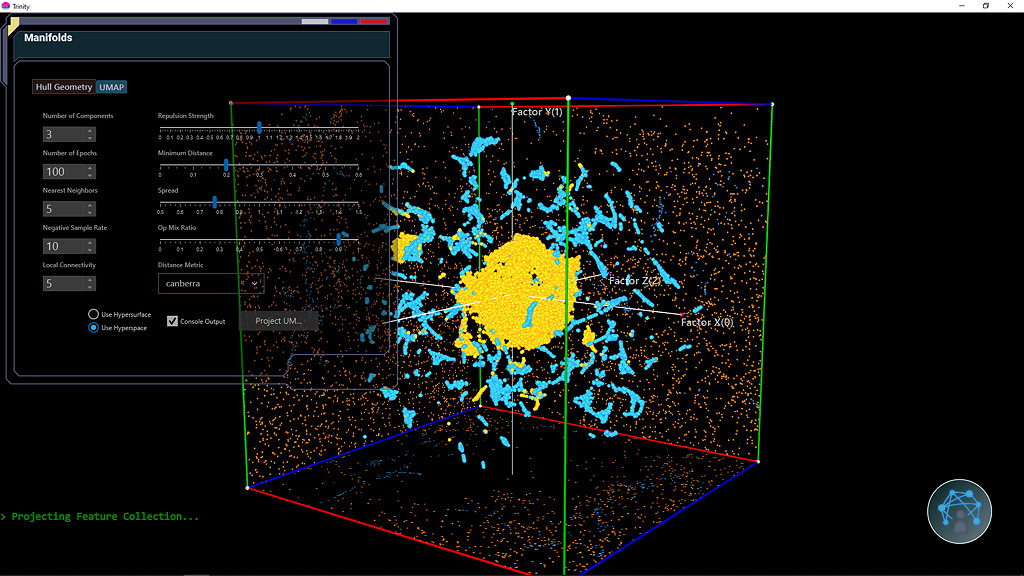 Trinity
Manifolds
Hull Geometry UMAP
Number of Components
3
Number of Epochs
100
Nearest Neighbors
5
Negative Sample Rate
10
Local Connectivity
5
Repulsion Strength
0 0.1 0.2 0.3 0.4 0.5 0.6 0.7 0.8 0.9 1 1.1 1.2 1.3 1.4 1.5 1.6 1.7 1.8 1.9 2
Minimum Distance
0 0.1 0.2 0.3 0.4 0.5 0.6
Spread
0.5 0.6 0.7 0.8 0.9 1 1.1 1.2 1.3 1.4 1.5
Op Mix Ratio
0 0.1 0.2 0.3 0.4 0.5 0.6 0.7 0.8 0.9
Distance Metric
canberra
Use Hypersurface
Use Hyperspace
Console Output
Project UM...
Factor Y(1)
Factor Z(2)
Factor X(0)
> Projecting Feature Collection...